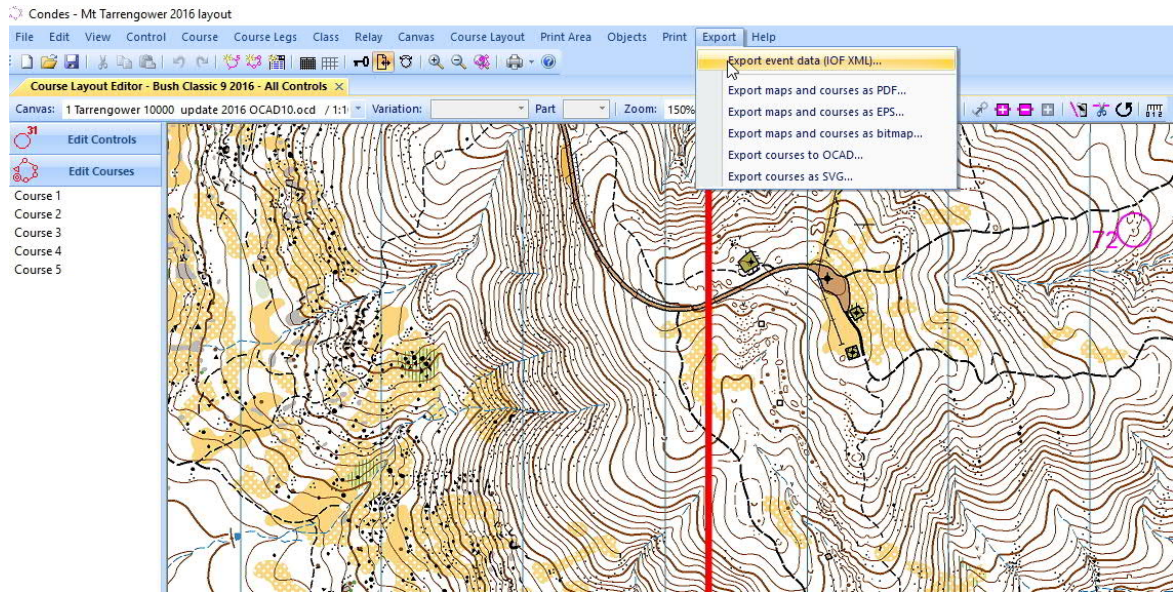 Condes - Mt Tarrengower 2016 layout
File Edit View Control Course Course Legs Class Relay Canvas Course Layout Print Area Objects Print Export Help
Export event data (IOF XML)...
Export maps and courses as PDF...
Export maps and courses as EPS...
Export maps and courses as bitmap...
Export courses to OCAD...
Export courses as SVG...
Course Layout Editor - Bush Classic 9 2016 - All Controls
Canvas: 1 Tarrengower 10000 update 2016 OCAD10.ocd / 1:1 Variation: Part Zoom: 150%
31
Edit Controls
Edit Courses
Course 1
Course 2
Course 3
Course 4
Course 5
72